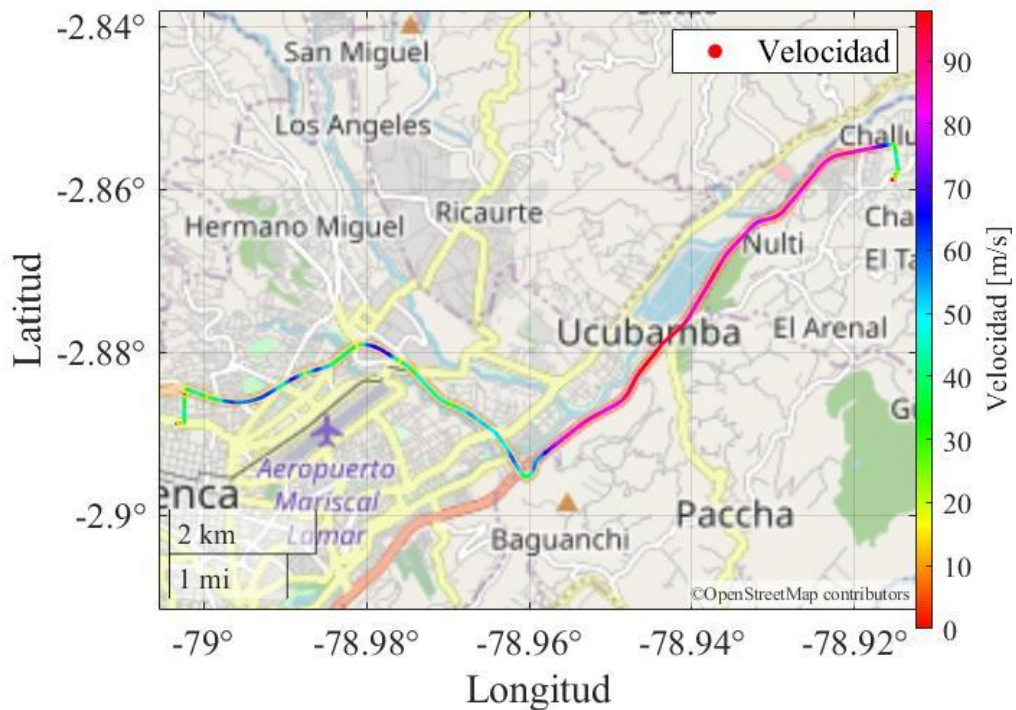 -2.84°
-2.86°
-2.88°
-2.9°
Latitud
San Miguel
Los Angeles
Hermano Miguel
Ricaurte
Challu
Cha
El Ta
Nulti
Ucubamba
El Arenal
Aeropuerto
Mariscal
Lamar
enca
Paccha
Baguanchi
2 km
1 mi
©OpenStreetMap contributors
Velocidad
90
80
70
60
50
40
30
20
10
0
Velocidad [m/s]
-79°
-78.98°
-78.96°
-78.94°
-78.92°
Longitud